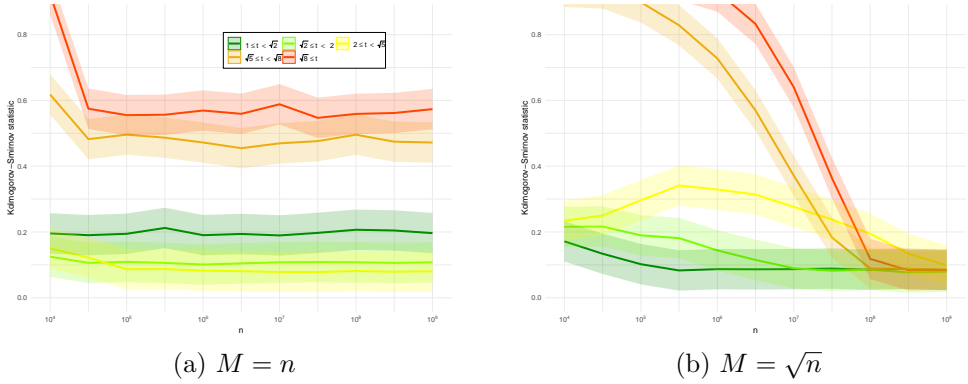 0.8
0.6
0.4
0.2
0.0
Kolmogorov−Smirnov statistic
1 ≤ t < √2
√2 ≤ t < 2
2 ≤ t < √5
√5 ≤ t < √8
√8 ≤ t
10⁴
10⁵
10⁶
10⁷
10⁸
10⁹
n
(a) M = n
0.8
0.6
0.4
0.2
0.0
Kolmogorov−Smirnov statistic
10⁴
10⁵
10⁶
10⁷
10⁸
10⁹
n
(b) M = √n